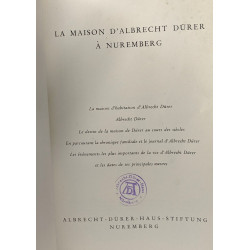 LA MAISON D'ALBRECHT DÜRER
À NUREMBERG
La maison d'habitation d'Albrecht Dürer
Albrecht Dürer
Le destin de la maison de Dürer au cours des siècles
En parcourant la chronique familiale et le journal d'Albrecht Dürer
Les événements les plus importants de la vie d'Albrecht Dürer
et les dates de ses principales œuvres
ALBRECHT-DÜRER-HAUS-STIFTUNG
NUREMBERG